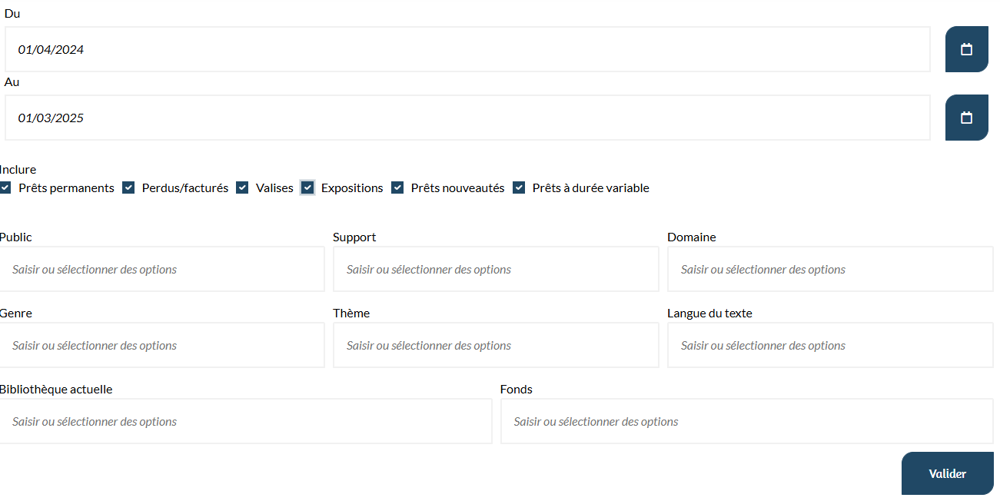 Du
01/04/2024
Au
01/03/2025
Inclure
Prêts permanents Perdus/facturés Valises Expositions Prêts nouveautés Prêts à durée variable
Public Support Domaine
Saisir ou sélectionner des options Saisir ou sélectionner des options Saisir ou sélectionner des options
Genre Thème Langue du texte
Saisir ou sélectionner des options Saisir ou sélectionner des options Saisir ou sélectionner des options
Bibliothèque actuelle Fonds
Saisir ou sélectionner des options Saisir ou sélectionner des options
Valider